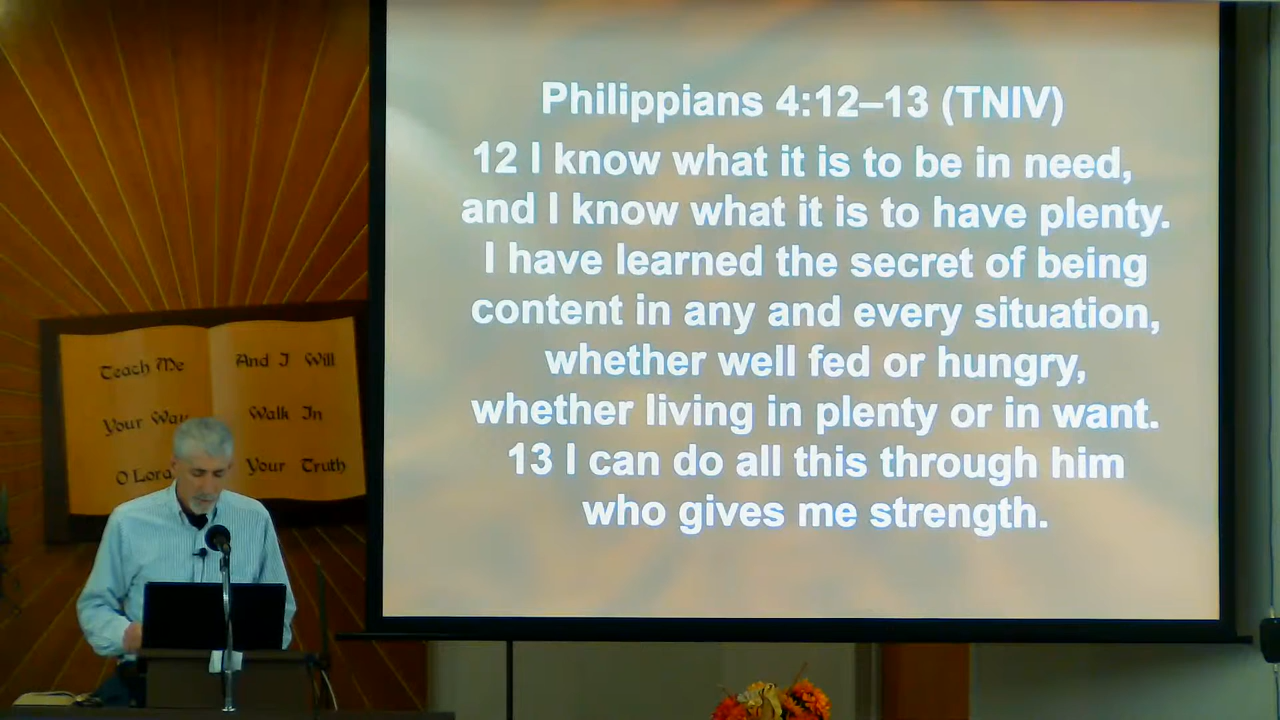 Philippians 4:12–13 (TNIV)
12 I know what it is to be in need,
and I know what it is to have plenty.
I have learned the secret of being
content in any and every situation,
whether well fed or hungry,
whether living in plenty or in want.
13 I can do all this through him
who gives me strength.
Teach Me
Your Way
O Lord
And I Will
Walk In
Your Truth